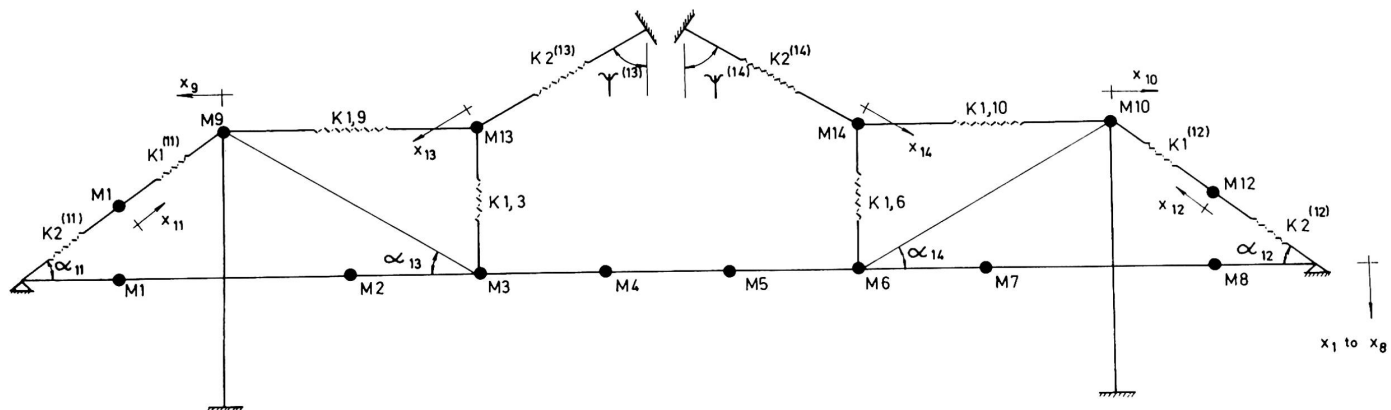 K2⁽¹³⁾
K2⁽¹⁴⁾
Ψ⁽¹³⁾
Ψ⁽¹⁴⁾
x₉
x₁₀
M9
K1,9
M13
M14
K1,10
M10
x₁₃
x₁₄
K1⁽¹¹⁾
K1⁽¹²⁾
M1
M12
x₁₁
K1,3
K1,6
x₁₂
K2⁽¹¹⁾
K2⁽¹²⁾
α₁₁
α₁₃
α₁₄
α₁₂
M1
M2
M3
M4
M5
M6
M7
M8
x₁ to x₈